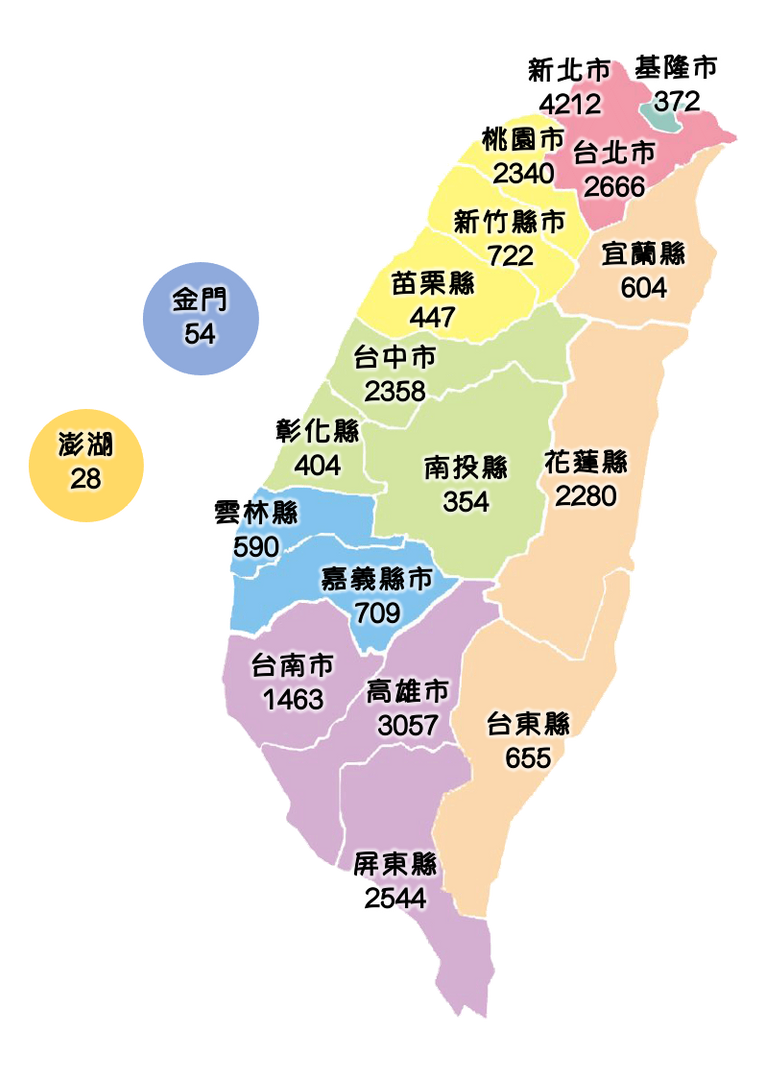 新北市
4212
基隆市
372
桃園市
2340
台北市
2666
新竹縣市
722
宜蘭縣
604
苗栗縣
447
金門
54
台中市
2358
彰化縣
404
澎湖
28
南投縣
354
花蓮縣
2280
雲林縣
590
嘉義縣市
709
台南市
1463
高雄市
3057
台東縣
655
屏東縣
2544